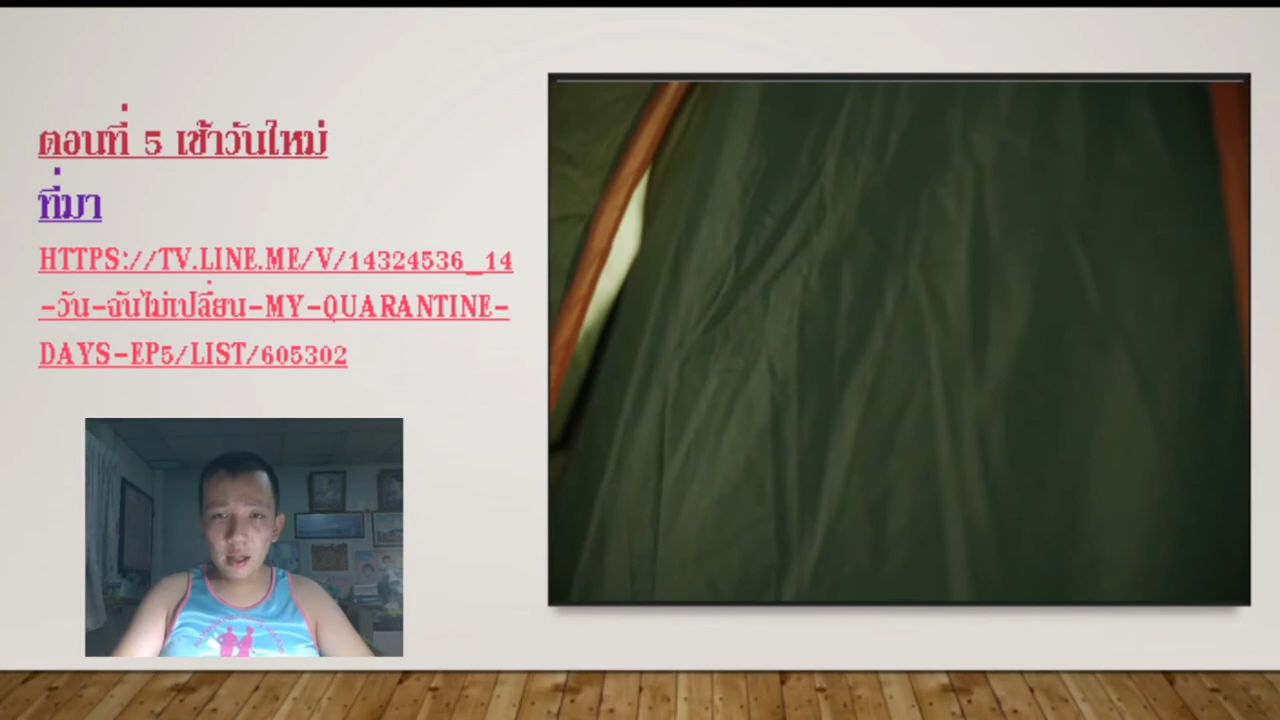 ตอนที่ 5 เช้าวันใหม่
ที่มา
HTTPS://TV.LINE.ME/V/14324536_14
-วัน-ฉันไม่เปลี่ยน-MY-QUARANTINE-
DAYS-EP5/LIST/605302